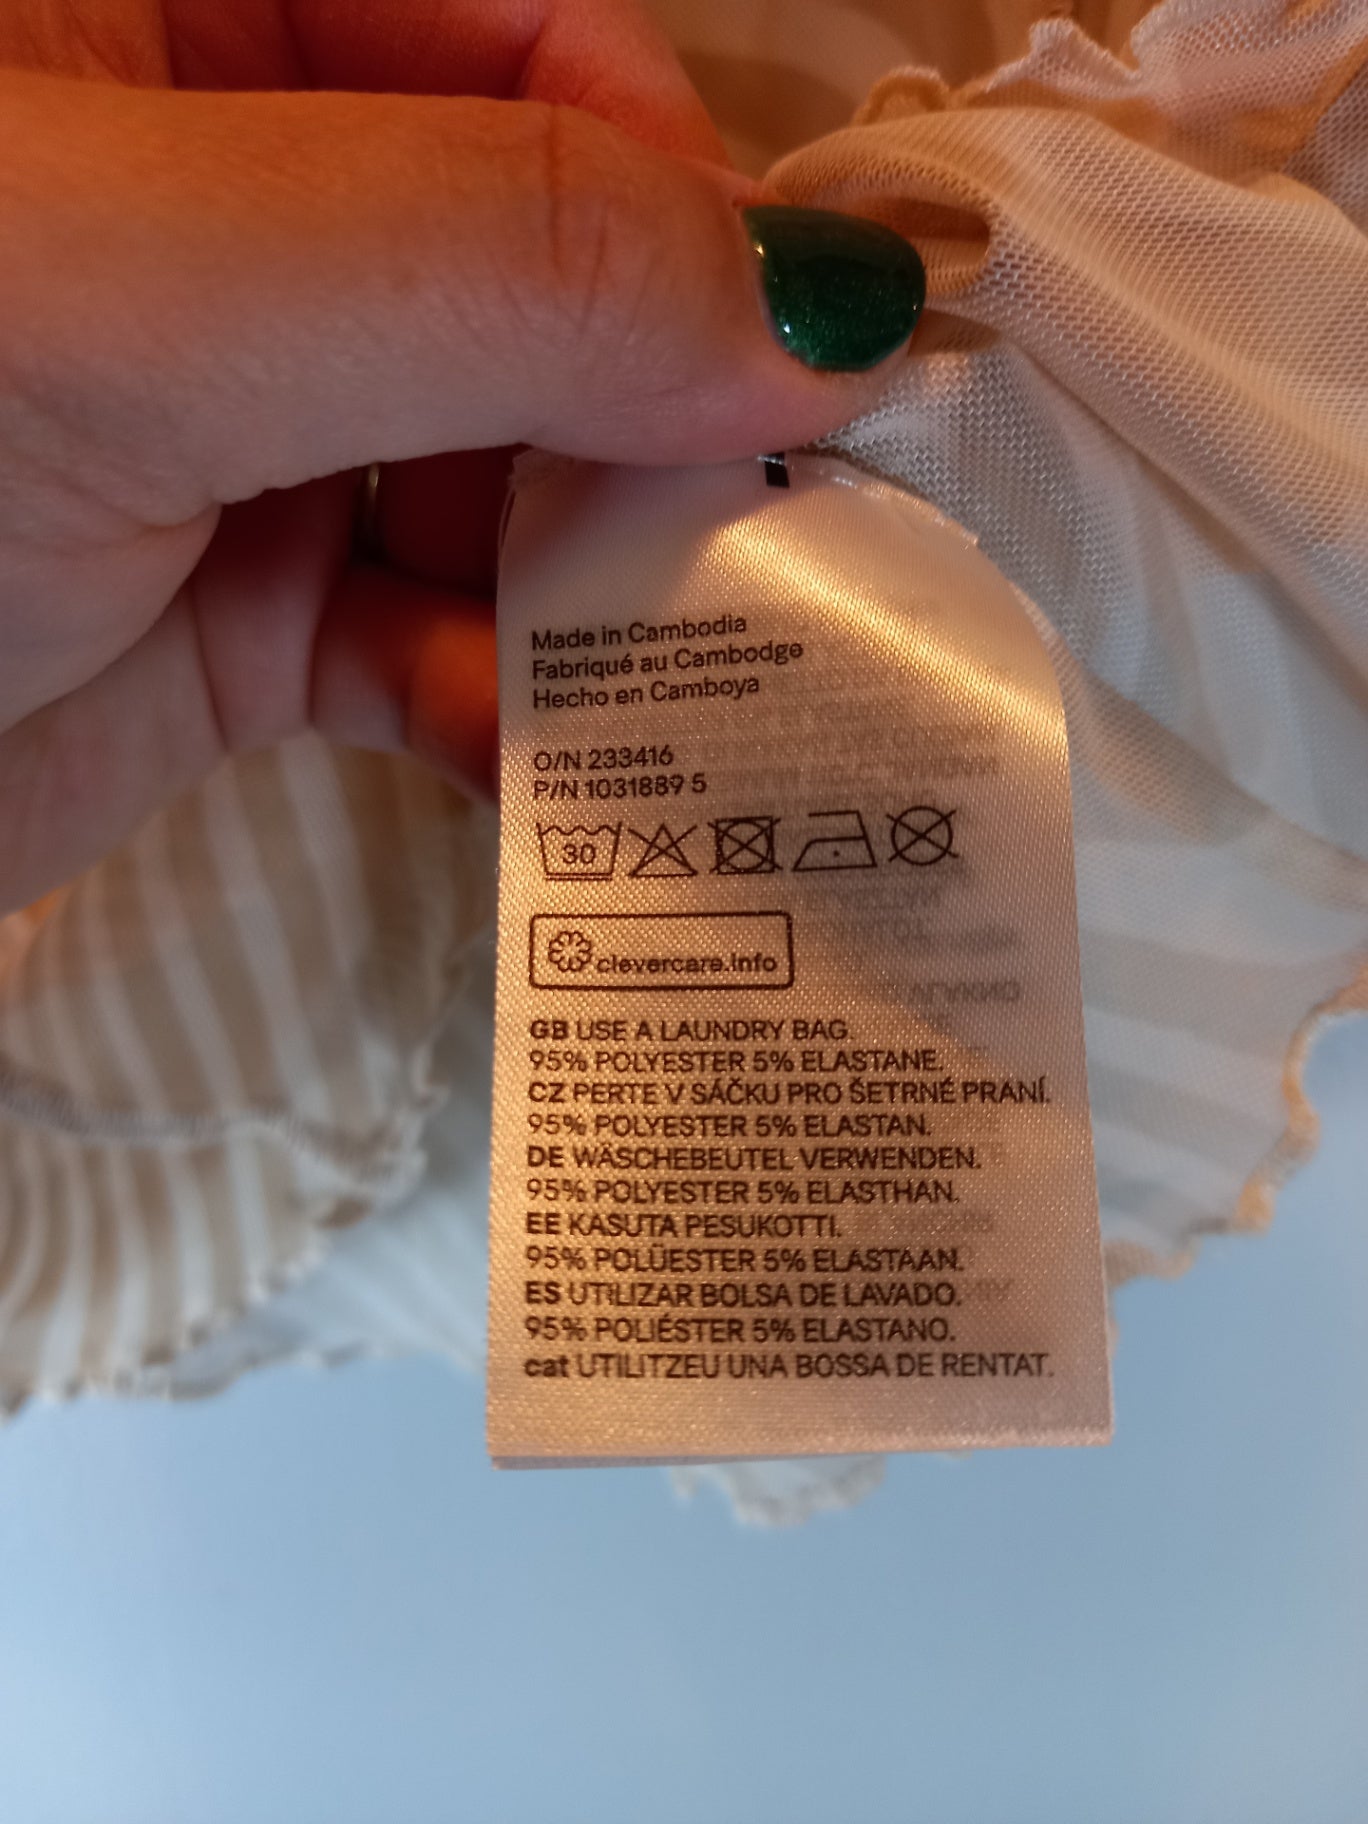 Made in Cambodia
Fabriqué au Cambodge
Hecho en Camboya
O/N 233416
P/N 1031889 5
30
clevercare.info
GB USE A LAUNDRY BAG.
95% POLYESTER 5% ELASTANE.
CZ PERTE V SÁČKU PRO ŠETRNÉ PRANÍ.
95% POLYESTER 5% ELASTAN.
DE WÄSCHEBEUTEL VERWENDEN.
95% POLYESTER 5% ELASTHAN.
EE KASUTA PESUKOTTI.
95% POLÜESTER 5% ELASTAAN.
ES UTILIZAR BOLSA DE LAVADO.
95% POLIÉSTER 5% ELASTANO.
cat UTILITZEU UNA BOSSA DE RENTAT.